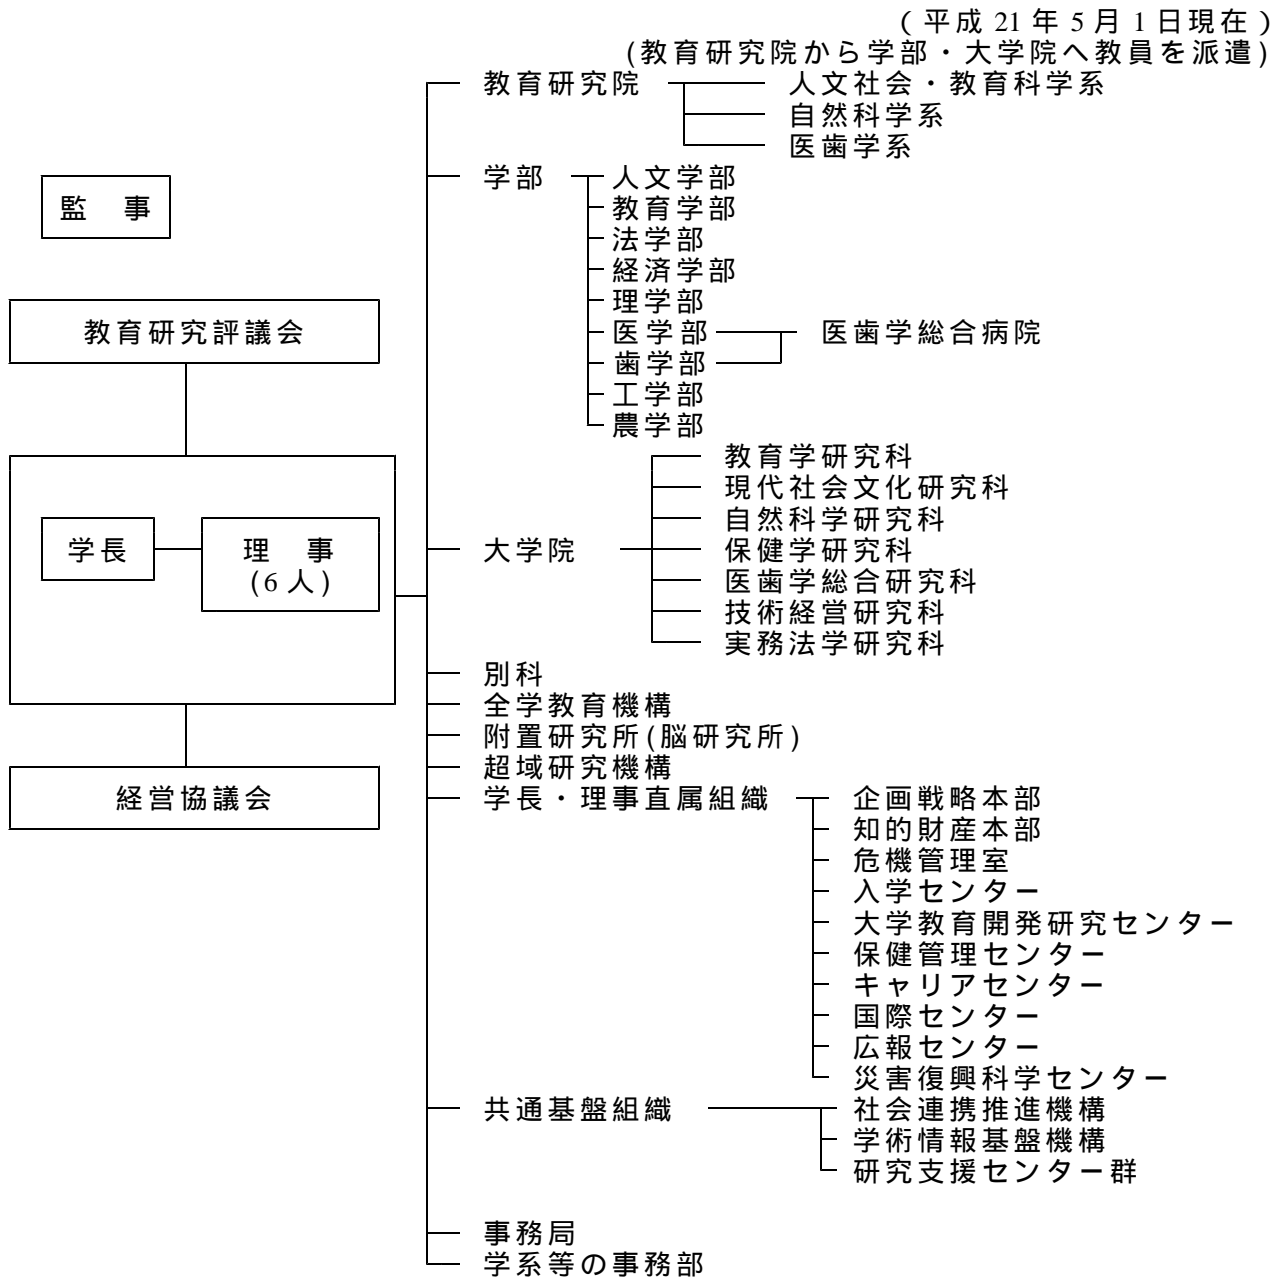 (平成 21 年 5 月 1 日現在)
(教育研究院から学部・大学院へ教員を派遣)
教育研究院
人文社会・教育科学系
自然科学系
医歯学系
学部
人文学部
教育学部
法学部
経済学部
理学部
医学部
医歯学総合病院
歯学部
工学部
農学部
監 事
教育研究評議会
学長
理 事
(6 人)
経営協議会
大学院
教育学研究科
現代社会文化研究科
自然科学研究科
保健学研究科
医歯学総合研究科
技術経営研究科
実務法学研究科
別科
全学教育機構
附置研究所(脳研究所)
超域研究機構
学長・理事直属組織
企画戦略本部
知的財産本部
危機管理室
入学センター
大学教育開発研究センター
保健管理センター
キャリアセンター
国際センター
広報センター
災害復興科学センター
共通基盤組織
社会連携推進機構
学術情報基盤機構
研究支援センター群
事務局
学系等の事務部